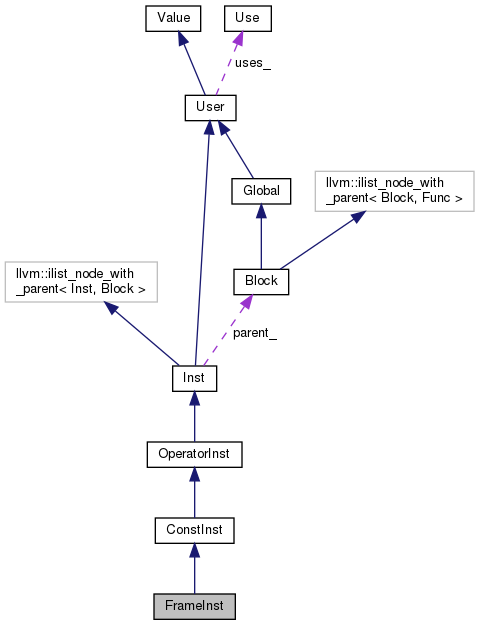 Value
Use
uses_
User
Global
llvm::ilist_node_with
_parent< Block, Func >
llvm::ilist_node_with
_parent< Inst, Block >
Block
parent_
Inst
OperatorInst
ConstInst
FrameInst